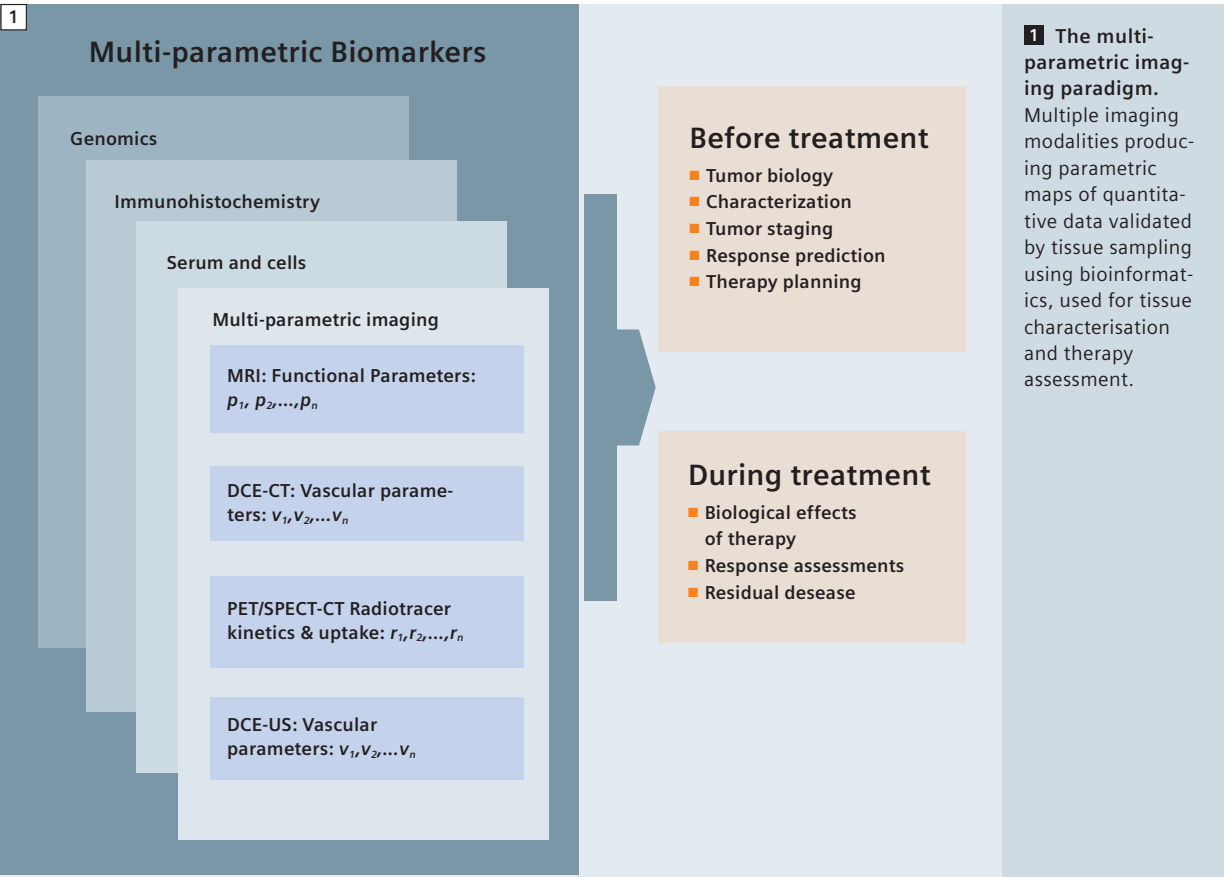 1
Multi-parametric Biomarkers
Genomics
Immunohistochemistry
Serum and cells
Multi-parametric imaging
MRI: Functional Parameters:
p₁, p₂,...,pₙ
DCE-CT: Vascular parame-
ters: v₁,v₂,...vₙ
PET/SPECT-CT Radiotracer
kinetics & uptake: r₁,r₂,...,rₙ
DCE-US: Vascular
parameters: v₁,v₂,...vₙ
Before treatment
Tumor biology
Characterization
Tumor staging
Response prediction
Therapy planning
During treatment
Biological effects
of therapy
Response assessments
Residual desease
1 The multi-
parametric imag-
ing paradigm.
Multiple imaging
modalities produc-
ing parametric
maps of quantita-
tive data validated
by tissue sampling
using bioinformat-
ics, used for tissue
characterisation
and therapy
assessment.